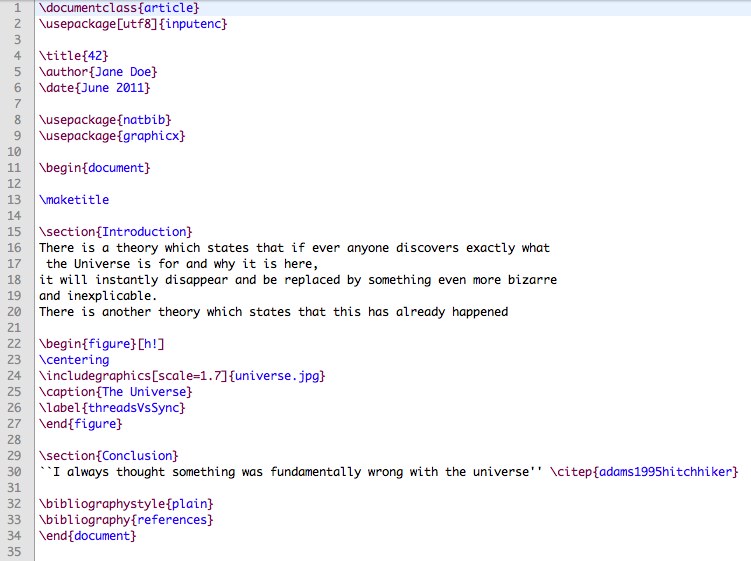 1 \documentclass{article}
2 \usepackage[utf8]{inputenc}
3
4 \title{42}
5 \author{Jane Doe}
6 \date{June 2011}
7
8 \usepackage{natbib}
9 \usepackage{graphicx}
10
11 \begin{document}
12
13 \maketitle
14
15 \section{Introduction}
16 There is a theory which states that if ever anyone discovers exactly what
17  the Universe is for and why it is here,
18 it will instantly disappear and be replaced by something even more bizarre
19 and inexplicable.
20 There is another theory which states that this has already happened
21
22 \begin{figure}[h!]
23 \centering
24 \includegraphics[scale=1.7]{universe.jpg}
25 \caption{The Universe}
26 \label{threadsVsSync}
27 \end{figure}
28
29 \section{Conclusion}
30 ``I always thought something was fundamentally wrong with the universe'' \citep{adams1995hitchhiker}
31
32 \bibliographystyle{plain}
33 \bibliography{references}
34 \end{document}
35